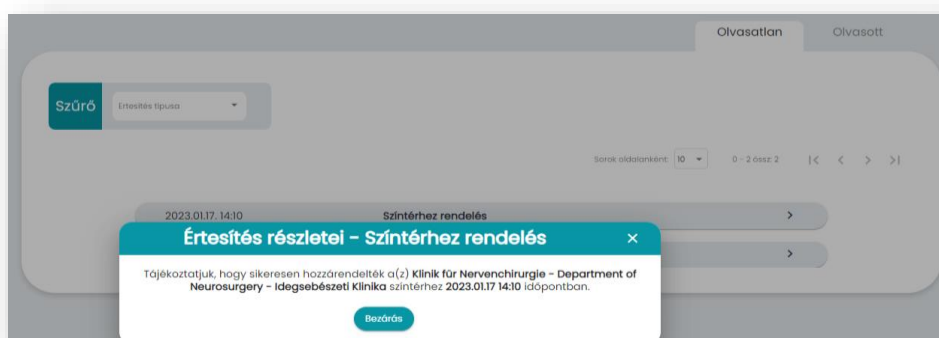 Olvasatlan Olvasott
Szűrő Értesítés típusa
Sorok oldalanként: 10 0 - 2 össz: 2
2023.01.17. 14:10 Színtérhez rendelés
Értesítés részletei - Színtérhez rendelés ×
Tájékoztatjuk, hogy sikeresen hozzárendelték a(z) Klinik für Nervenchirurgie - Department of
Neurosurgery - Idegsebészeti Klinika színtérhez 2023.01.17 14:10 időpontban.
Bezárás